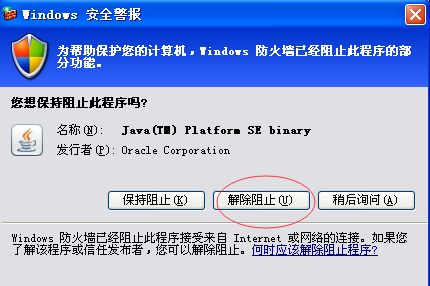 Windows 安全警报
为帮助保护您的计算机，Windows 防火墙已经阻止此程序的部
分功能。
您想保持阻止此程序吗?
名称(N): Java(TM) Platform SE binary
发行者(P): Oracle Corporation
保持阻止(K) 解除阻止(U) 稍后询问(A)
Windows 防火墙已经阻止此程序接受来自 Internet 或网络的连接。如果您
了解该程序或信任发布者，您可以解除阻止。何时应该解除阻止程序?